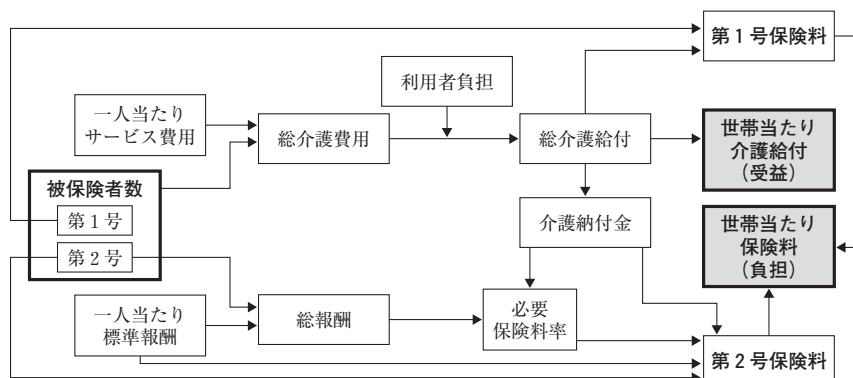 第1号保険料
利用者負担
一人当たり
サービス費用
総介護費用
総介護給付
世帯当たり
介護給付
(受益)
被保険者数
第1号
第2号
介護納付金
世帯当たり
保険料
(負担)
一人当たり
標準報酬
総報酬
必要
保険料率
第2号保険料